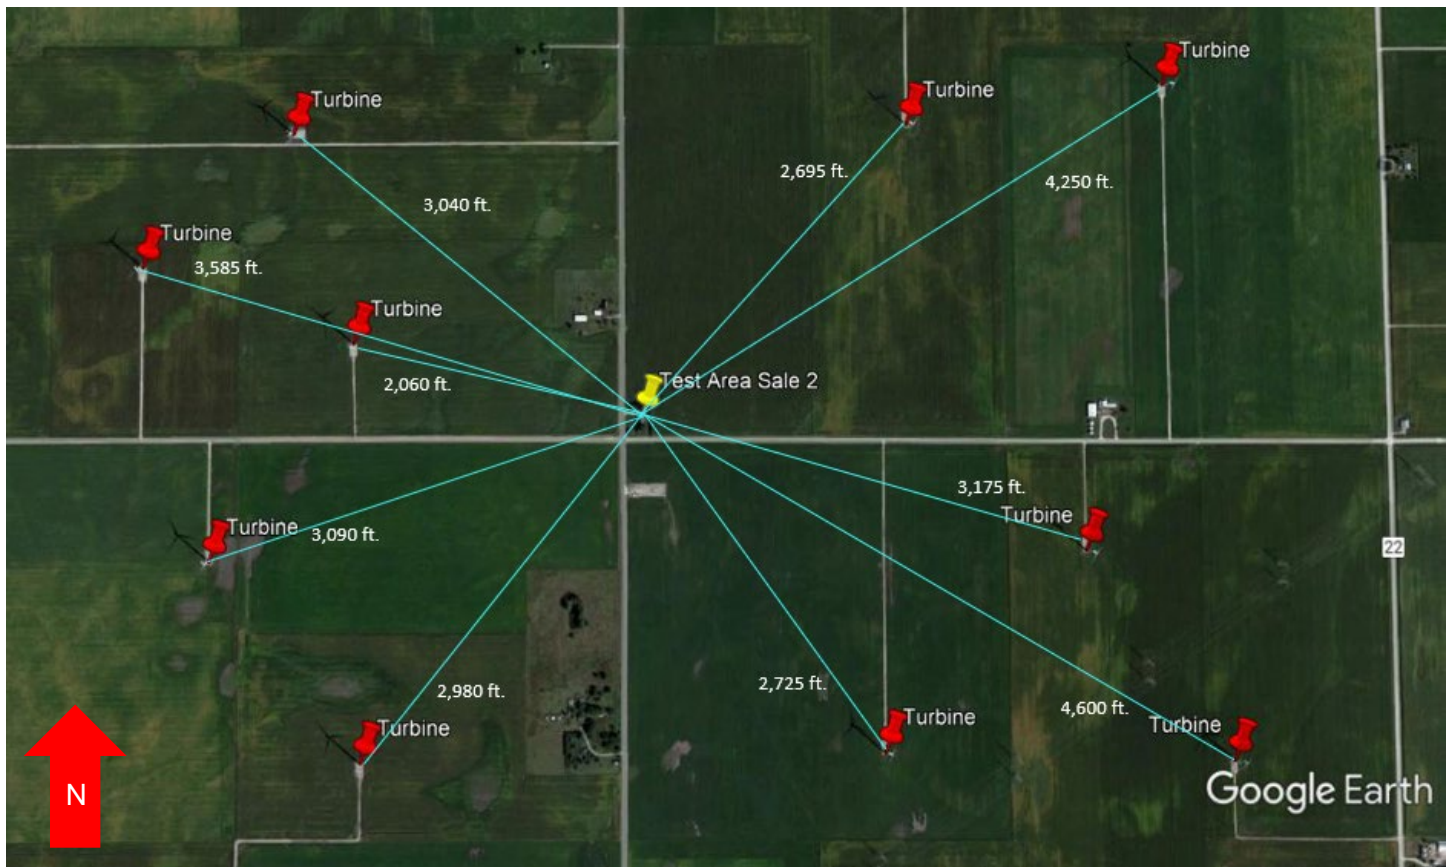 Turbine
Turbine
Turbine
2,695 ft.
4,250 ft.
3,040 ft.
Turbine
3,585 ft.
Turbine
2,060 ft.
Test Area Sale 2
3,175 ft.
Turbine
Turbine
3,090 ft.
22
2,980 ft.
2,725 ft.
4,600 ft.
Turbine
Turbine
Turbine
N
Google Earth